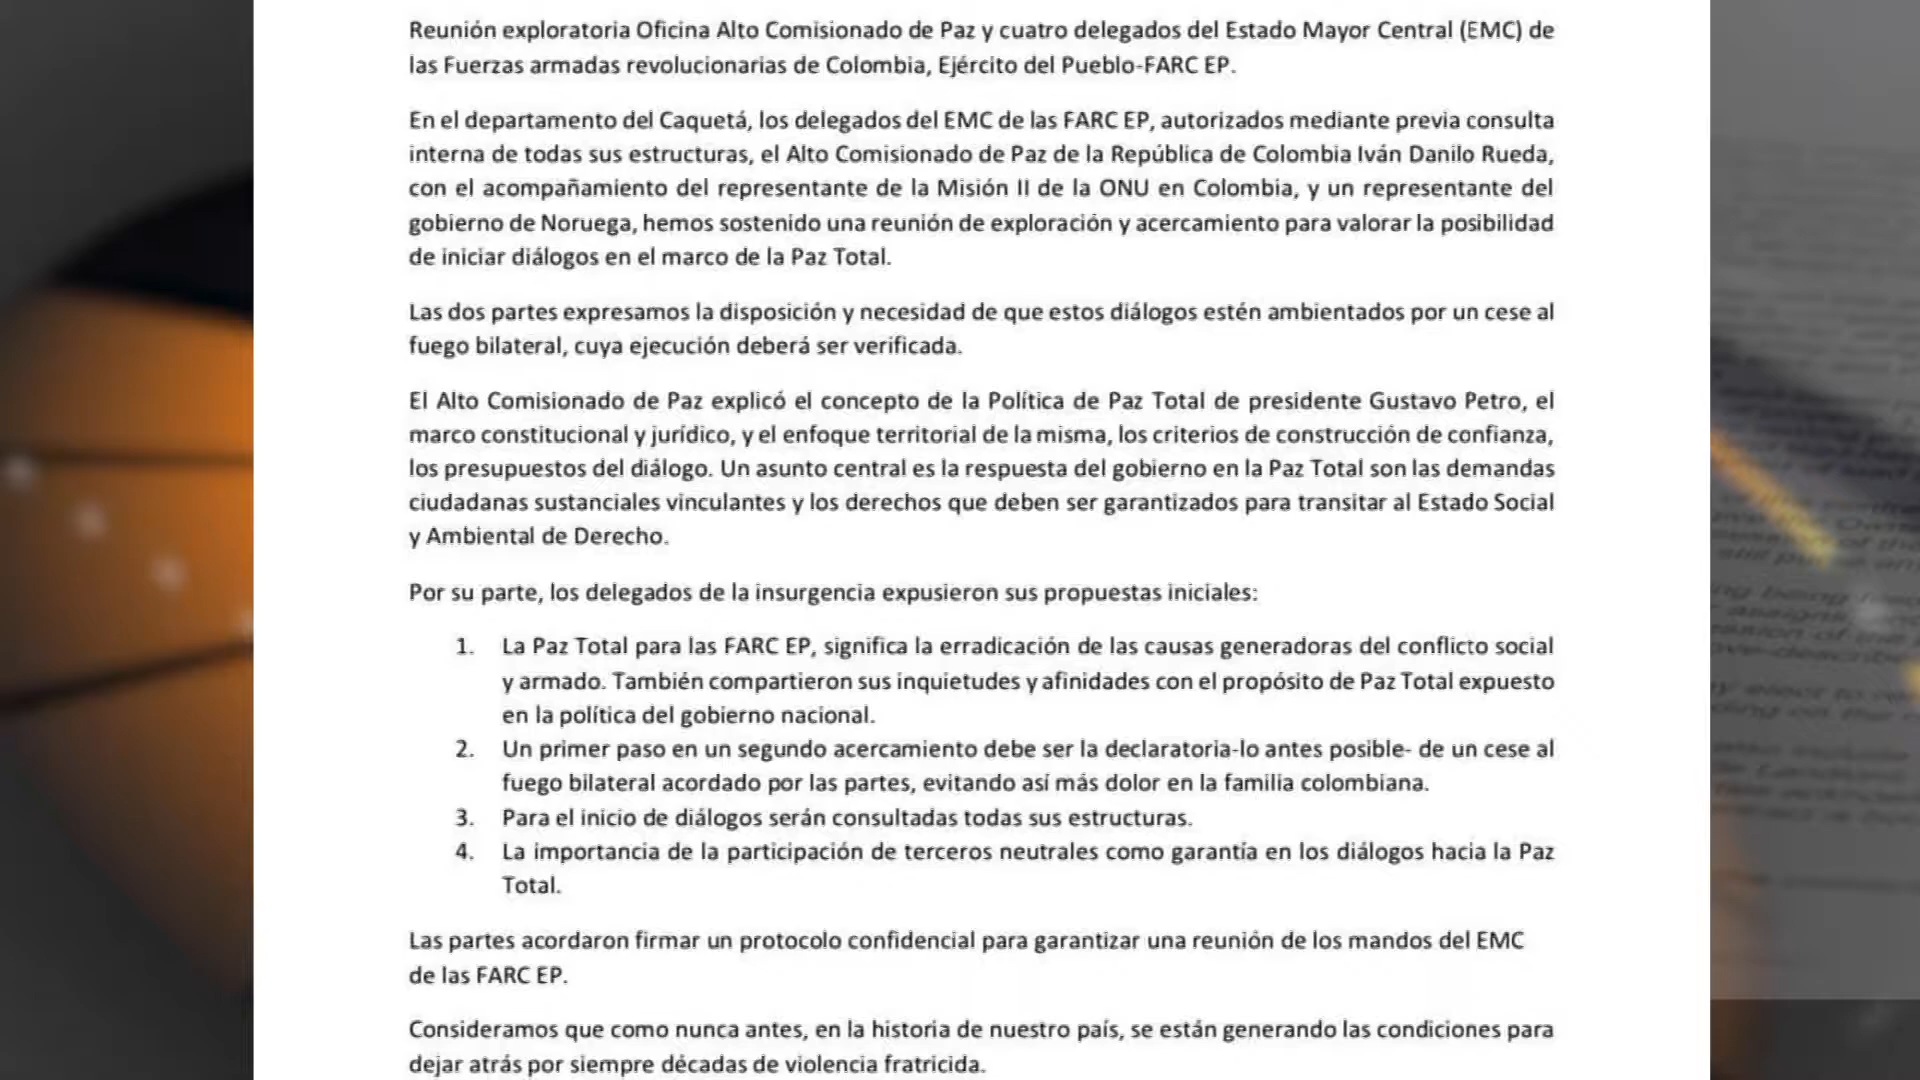 Reunión exploratoria Oficina Alto Comisionado de Paz y cuatro delegados del Estado Mayor Central (EMC) de
las Fuerzas armadas revolucionarias de Colombia, Ejército del Pueblo-FARC EP.
En el departamento del Caquetá, los delegados del EMC de las FARC EP, autorizados mediante previa consulta
interna de todas sus estructuras, el Alto Comisionado de Paz de la República de Colombia Iván Danilo Rueda,
con el acompañamiento del representante de la Misión II de la ONU en Colombia, y un representante del
gobierno de Noruega, hemos sostenido una reunión de exploración y acercamiento para valorar la posibilidad
de iniciar diálogos en el marco de la Paz Total.
Las dos partes expresamos la disposición y necesidad de que estos diálogos estén ambientados por un cese al
fuego bilateral, cuya ejecución deberá ser verificada.
El Alto Comisionado de Paz explicó el concepto de la Política de Paz Total de presidente Gustavo Petro, el
marco constitucional y jurídico, y el enfoque territorial de la misma, los criterios de construcción de confianza,
los presupuestos del diálogo. Un asunto central es la respuesta del gobierno en la Paz Total son las demandas
ciudadanas sustanciales vinculantes y los derechos que deben ser garantizados para transitar al Estado Social
y Ambiental de Derecho.
Por su parte, los delegados de la insurgencia expusieron sus propuestas iniciales:
1. La Paz Total para las FARC EP, significa la erradicación de las causas generadoras del conflicto social
y armado. También compartieron sus inquietudes y afinidades con el propósito de Paz Total expuesto
en la política del gobierno nacional.
2. Un primer paso en un segundo acercamiento debe ser la declaratoria-lo antes posible- de un cese al
fuego bilateral acordado por las partes, evitando así más dolor en la familia colombiana.
3. Para el inicio de diálogos serán consultadas todas sus estructuras.
4. La importancia de la participación de terceros neutrales como garantía en los diálogos hacia la Paz
Total.
Las partes acordaron firmar un protocolo confidencial para garantizar una reunión de los mandos del EMC
de las FARC EP.
Consideramos que como nunca antes, en la historia de nuestro país, se están generando las condiciones para
dejar atrás por siempre décadas de violencia fratricida.